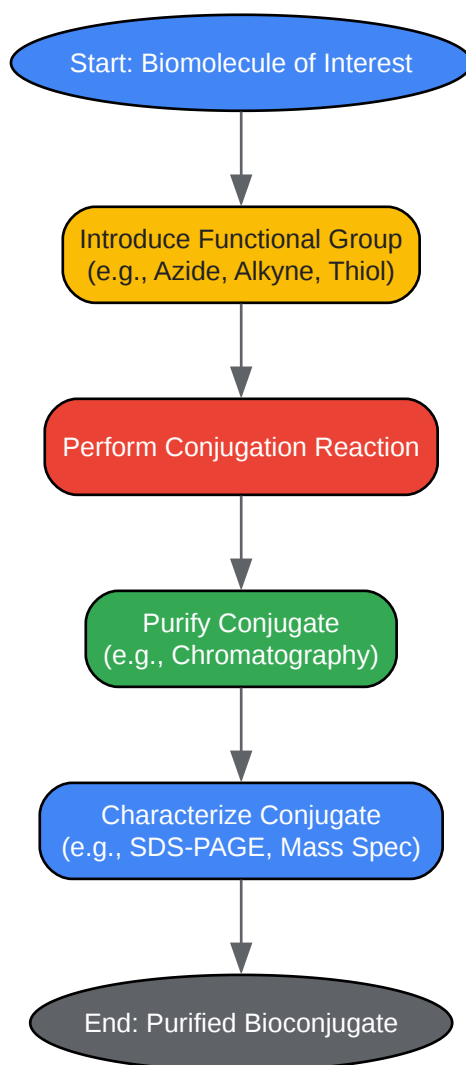 Start: Biomolecule of Interest
Introduce Functional Group
(e.g., Azide, Alkyne, Thiol)
Perform Conjugation Reaction
Purify Conjugate
(e.g., Chromatography)
Characterize Conjugate
(e.g., SDS-PAGE, Mass Spec)
End: Purified Bioconjugate